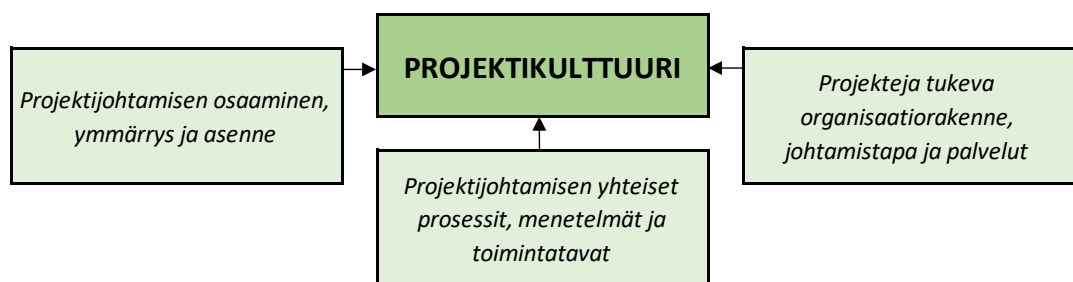 PROJEKTIKULTTUURI
Projektijohtamisen osaaminen,
ymmärrys ja asenne
Projektijohtamisen yhteiset
prosessit, menetelmät ja
toimintatavat
Projekteja tukeva
organisaatiorakenne,
johtamistapa ja palvelut